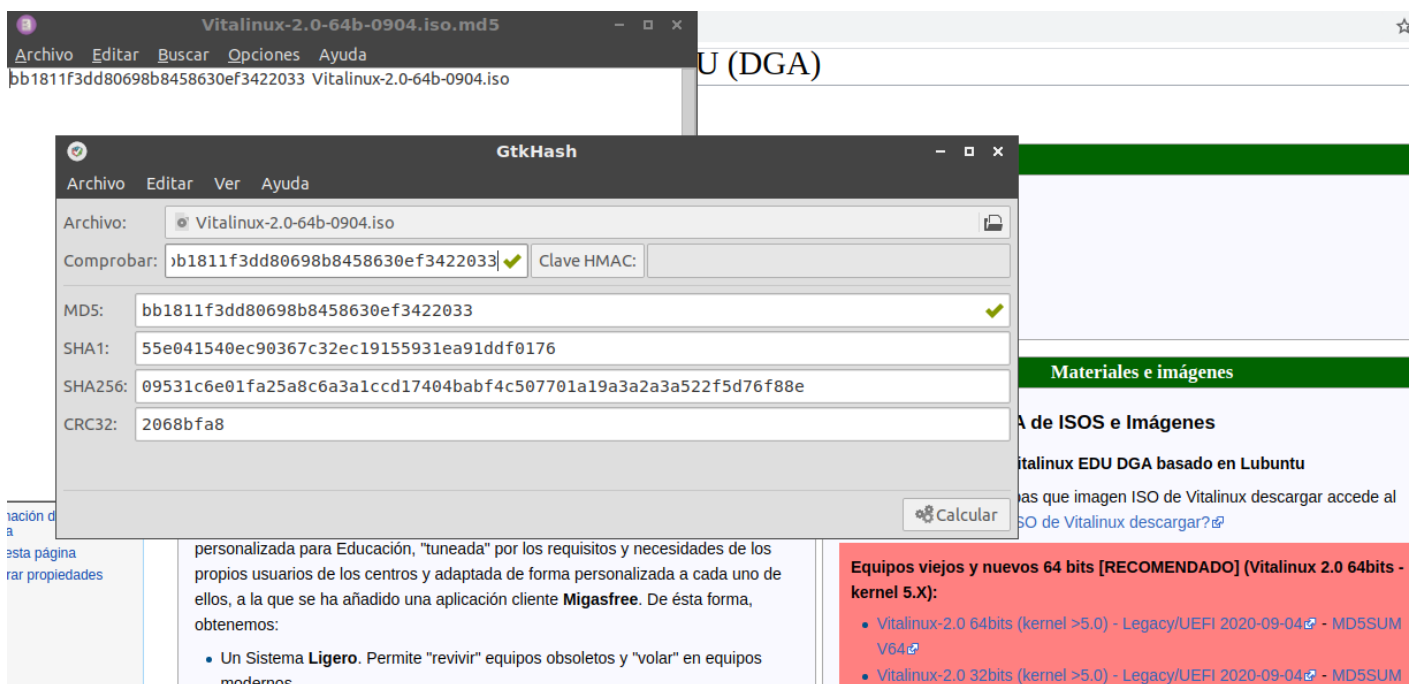 Vitalinux-2.0-64b-0904.iso.md5
Archivo Editar Buscar Opciones Ayuda
bb1811f3dd80698b8458630ef3422033 Vitalinux-2.0-64b-0904.iso
U (DGA)
GtkHash
Archivo Editar Ver Ayuda
Archivo: Vitalinux-2.0-64b-0904.iso
Comprobar: bb1811f3dd80698b8458630ef3422033 Clave HMAC:
MD5: bb1811f3dd80698b8458630ef3422033
SHA1: 55e041540ec90367c32ec19155931ea91ddf0176
SHA256: 09531c6e01fa25a8c6a3a1ccd17404babf4c507701a19a3a2a3a522f5d76f88e
CRC32: 2068bfa8
Calcular
nación d
a
esta página
rar propiedades
personalizada para Educación, "tuneada" por los requisitos y necesidades de los
propios usuarios de los centros y adaptada de forma personalizada a cada uno de
ellos, a la que se ha añadido una aplicación cliente Migasfree. De ésta forma,
obtenemos:
• Un Sistema Ligero. Permite "revivir" equipos obsoletos y "volar" en equipos
modernos
Materiales e imágenes
A de ISOS e Imágenes
italinux EDU DGA basado en Lubuntu
as que imagen ISO de Vitalinux descargar accede al
SO de Vitalinux descargar?
Equipos viejos y nuevos 64 bits [RECOMENDADO] (Vitalinux 2.0 64bits -
kernel 5.X):
• Vitalinux-2.0 64bits (kernel >5.0) - Legacy/UEFI 2020-09-04 - MD5SUM
V64
• Vitalinux-2.0 32bits (kernel >5.0) - Legacy/UEFI 2020-09-04 - MD5SUM